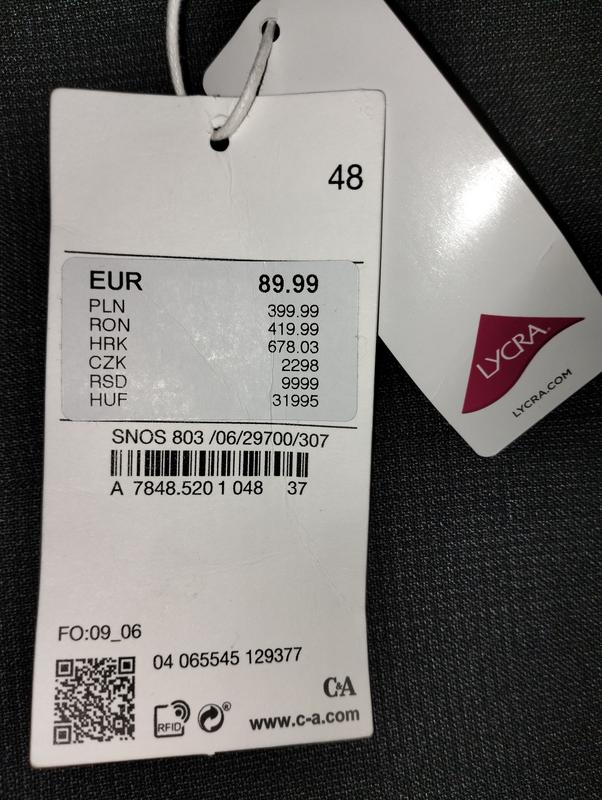 48
EUR 89.99
PLN 399.99
RON 419.99
HRK 678.03
CZK 2298
RSD 9999
HUF 31995
SNOS 803 /06/29700/307
A 7848.520 1 048 37
FO:09_06
04 065545 129377
RFID
C&A
www.c-a.com
LYCRA®
LYCRA.COM